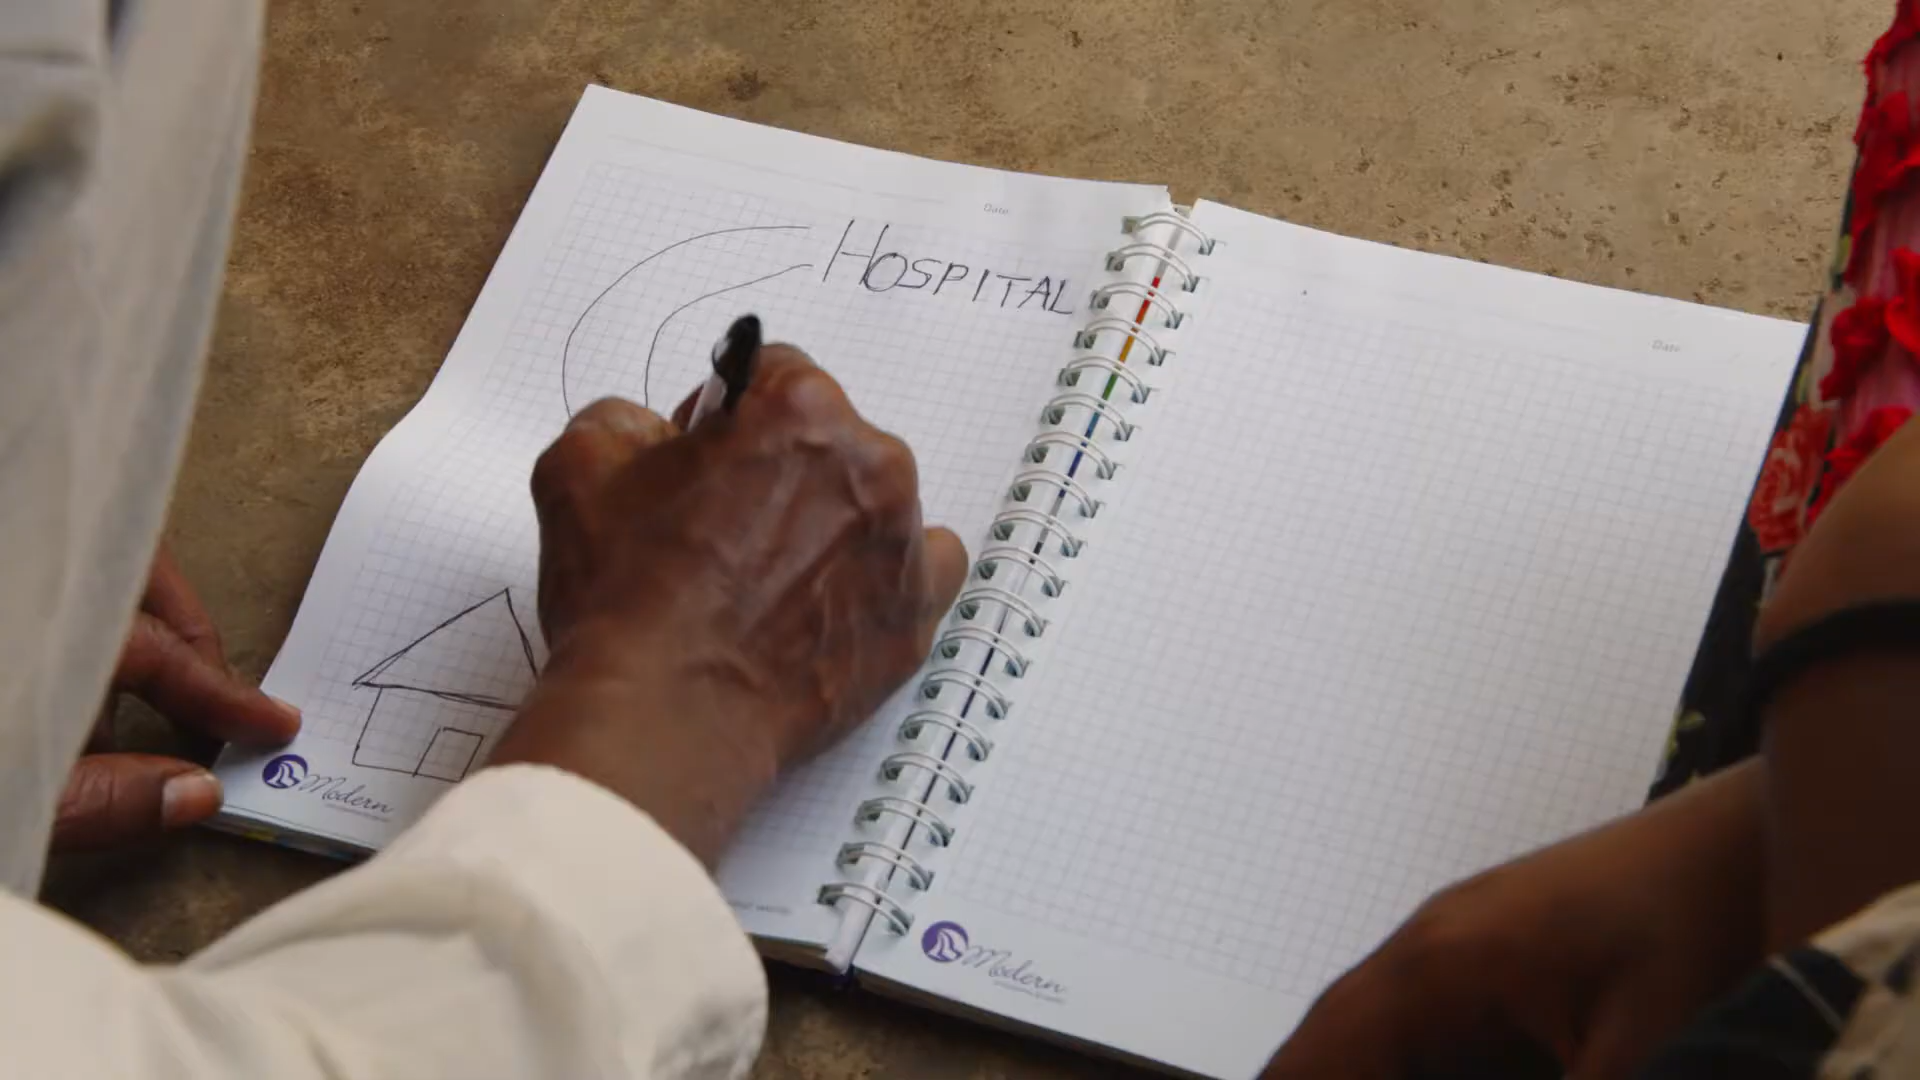 Date
HOSPITAL
Date
Modern
Modern